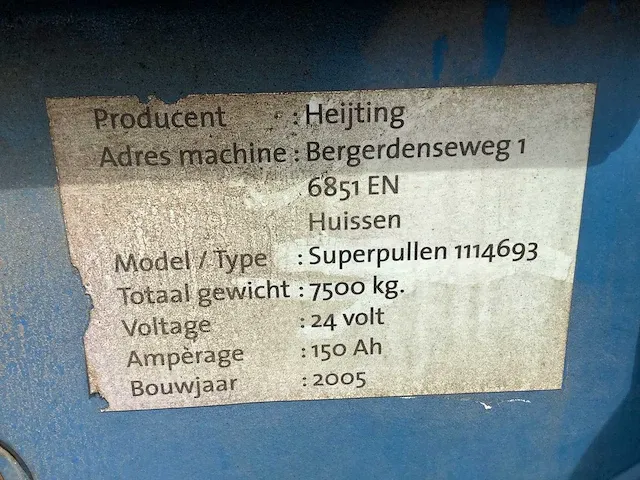 Producent : Heijting
Adres machine : Bergerdenseweg 1
6851 EN
Huissen
Model / Type : Superpullen 1114693
Totaal gewicht : 7500 kg.
Voltage : 24 volt
Ampèrage : 150 Ah
Bouwjaar : 2005